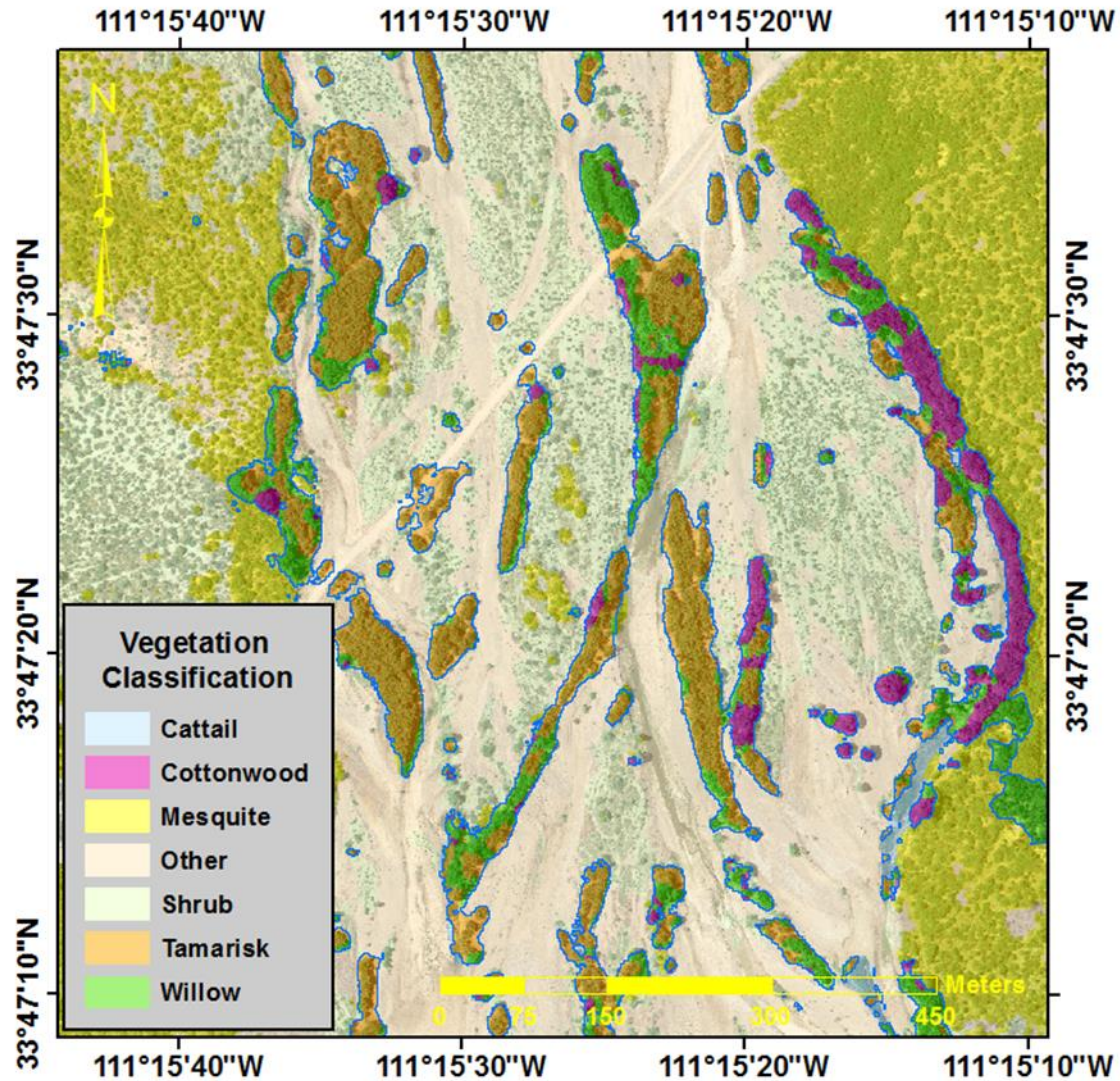 111°15'40"W 111°15'30"W 111°15'20"W 111°15'10"W
N
33°47'30"N 33°47'30"N
33°47'20"N 33°47'20"N
33°47'10"N 33°47'10"N
Vegetation
Classification
Cattail
Cottonwood
Mesquite
Other
Shrub
Tamarisk
Willow
Meters
0 75 150 300 450
111°15'40"W 111°15'30"W 111°15'20"W 111°15'10"W